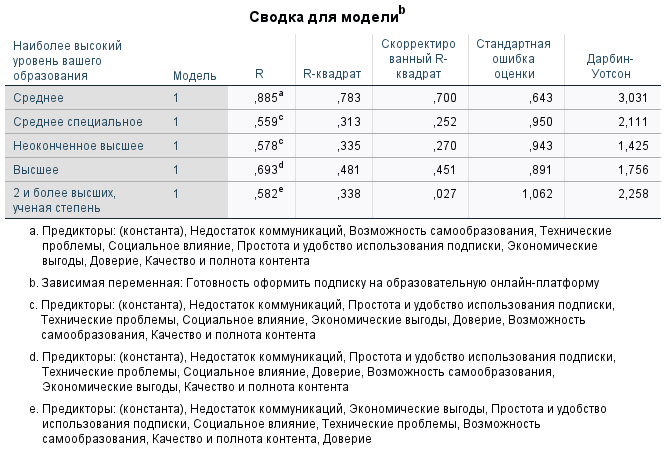 Сводка для модели^b
Наиболее высокий уровень вашего образования | Модель | R | R-квадрат | Скорректированный R-квадрат | Стандартная ошибка оценки | Дарбин-Уотсон
Среднее 1 ,885^a ,783 ,700 ,643 3,031
Среднее специальное 1 ,559^c ,313 ,252 ,950 2,111
Неоконченное высшее 1 ,578^c ,335 ,270 ,943 1,425
Высшее 1 ,693^d ,481 ,451 ,891 1,756
2 и более высших, ученая степень 1 ,582^e ,338 ,027 1,062 2,258
a. Предикторы: (константа), Недостаток коммуникаций, Возможность самообразования, Технические
проблемы, Социальное влияние, Простота и удобство использования подписки, Экономические
выгоды, Доверие, Качество и полнота контента
b. Зависимая переменная: Готовность оформить подписку на образовательную онлайн-платформу
c. Предикторы: (константа), Недостаток коммуникаций, Простота и удобство использования подписки,
Технические проблемы, Социальное влияние, Экономические выгоды, Доверие, Возможность
самообразования, Качество и полнота контента
d. Предикторы: (константа), Недостаток коммуникаций, Простота и удобство использования подписки,
Технические проблемы, Социальное влияние, Доверие, Возможность самообразования,
Экономические выгоды, Качество и полнота контента
e. Предикторы: (константа), Недостаток коммуникаций, Экономические выгоды, Простота и удобство
использования подписки, Социальное влияние, Технические проблемы, Возможность
самообразования, Качество и полнота контента, Доверие